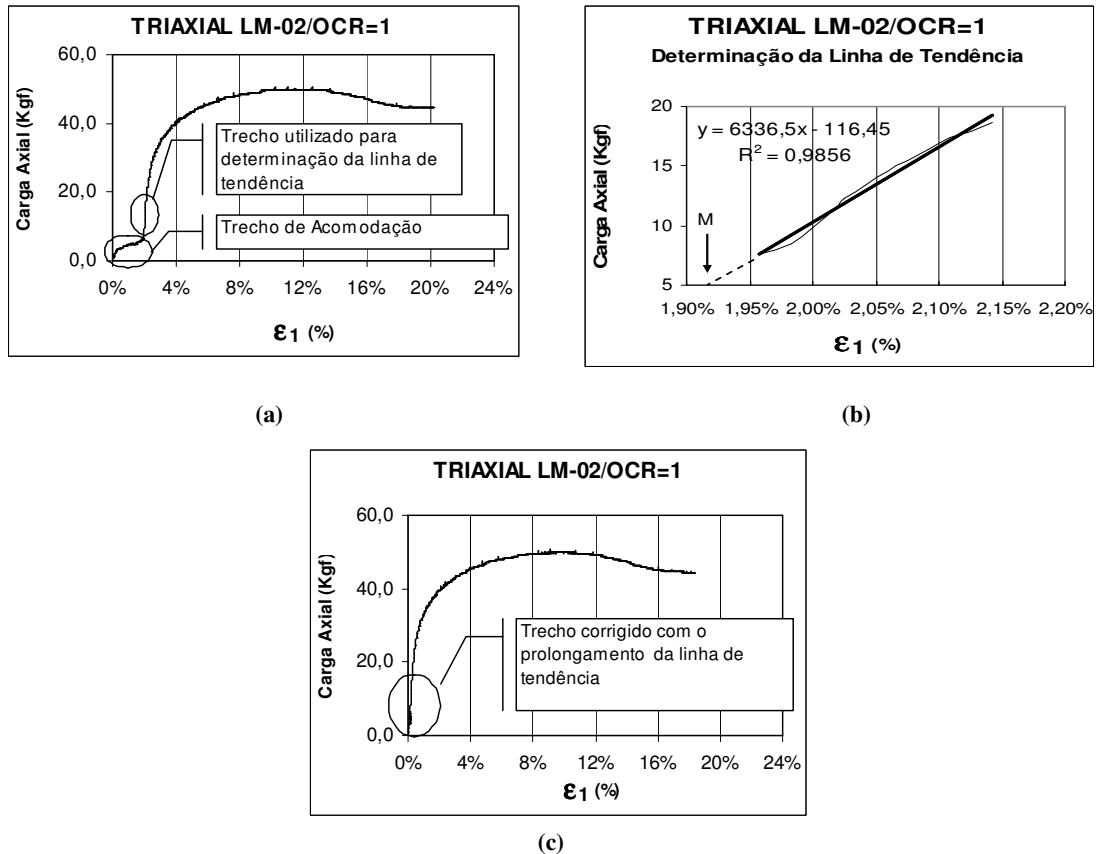 TRIAXIAL LM-02/OCR=1
60,0
40,0
20,0
0,0
Carga Axial (Kgf)
Trecho utilizado para
determinação da linha de
tendência
Trecho de Acomodação
0% 4% 8% 12% 16% 20% 24%
ε1 (%)
(a)
TRIAXIAL LM-02/OCR=1
Determinação da Linha de Tendência
20
15
10
5
Carga Axial (Kgf)
y = 6336,5x - 116,45
R² = 0,9856
M
1,90% 1,95% 2,00% 2,05% 2,10% 2,15% 2,20%
ε1 (%)
(b)
TRIAXIAL LM-02/OCR=1
60,0
40,0
20,0
0,0
Carga Axial (Kgf)
Trecho corrigido com o
prolongamento da linha de
tendência
0% 4% 8% 12% 16% 20% 24%
ε1 (%)
(c)